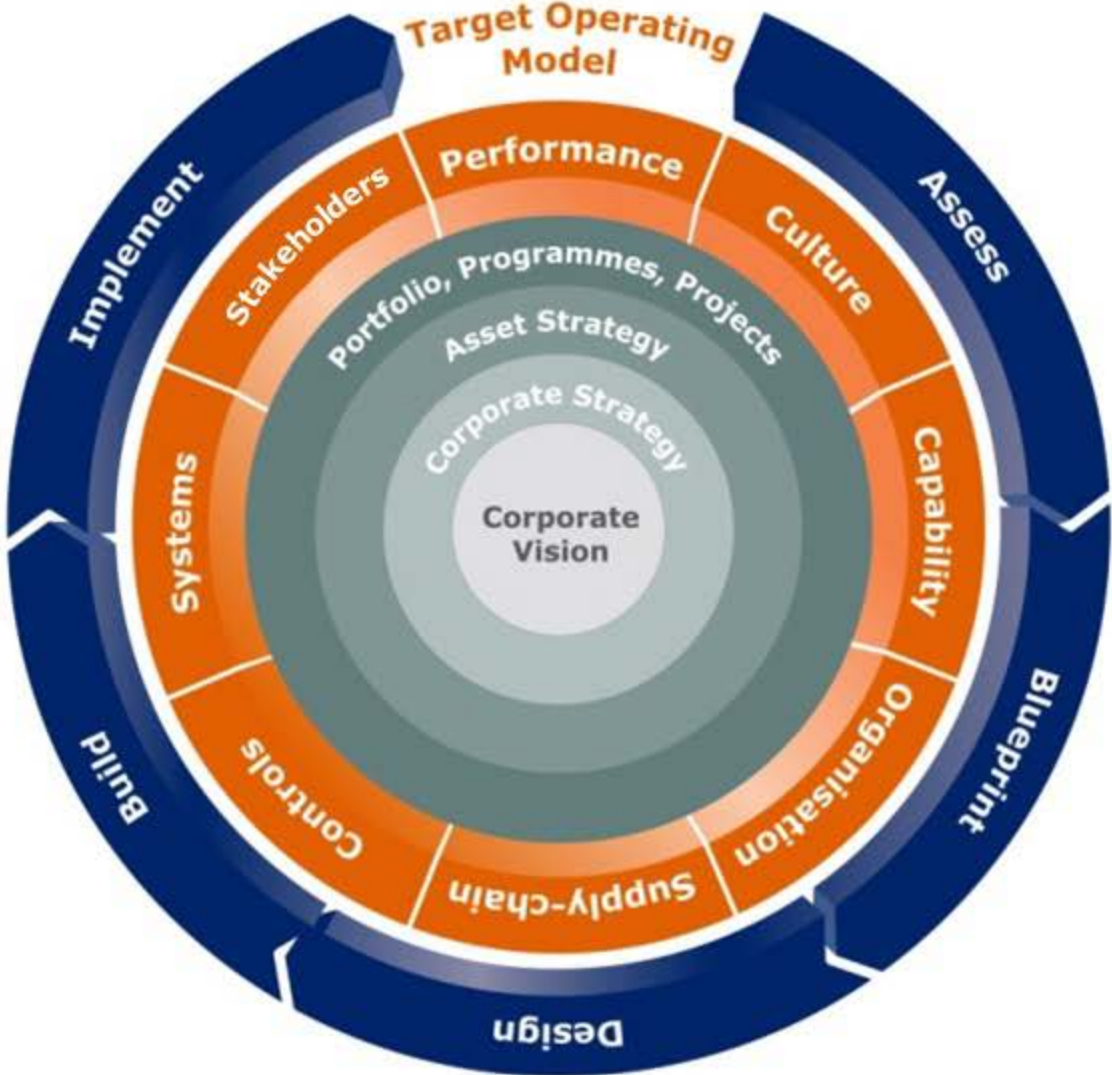 Target Operating
Model
Assess
Blueprint
Design
Build
Implement
Performance
Culture
Capability
Organisation
Supply-chain
Controls
Systems
Stakeholders
Portfolio, Programmes, Projects
Asset Strategy
Corporate Strategy
Corporate
Vision